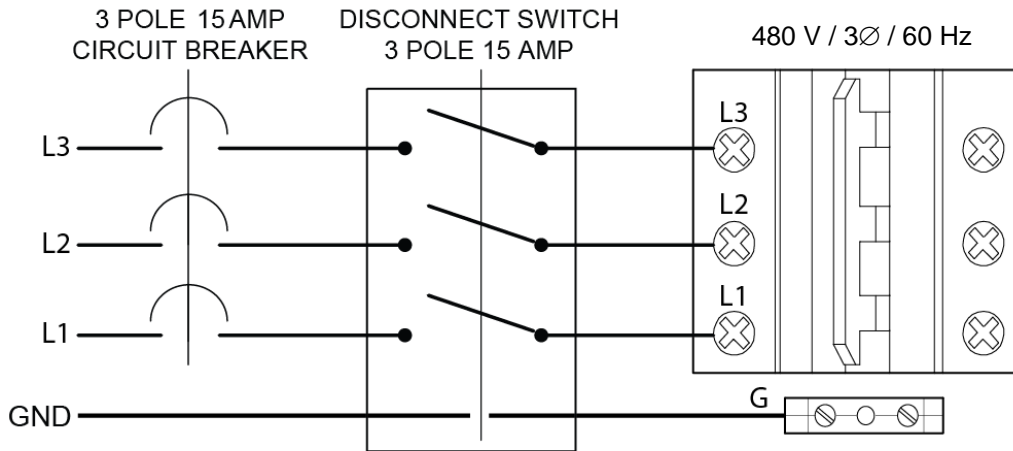 3 POLE 15 AMP
CIRCUIT BREAKER
DISCONNECT SWITCH
3 POLE 15 AMP
480 V / 3∅ / 60 Hz
L3
L3
L2
L2
L1
L1
GND
G